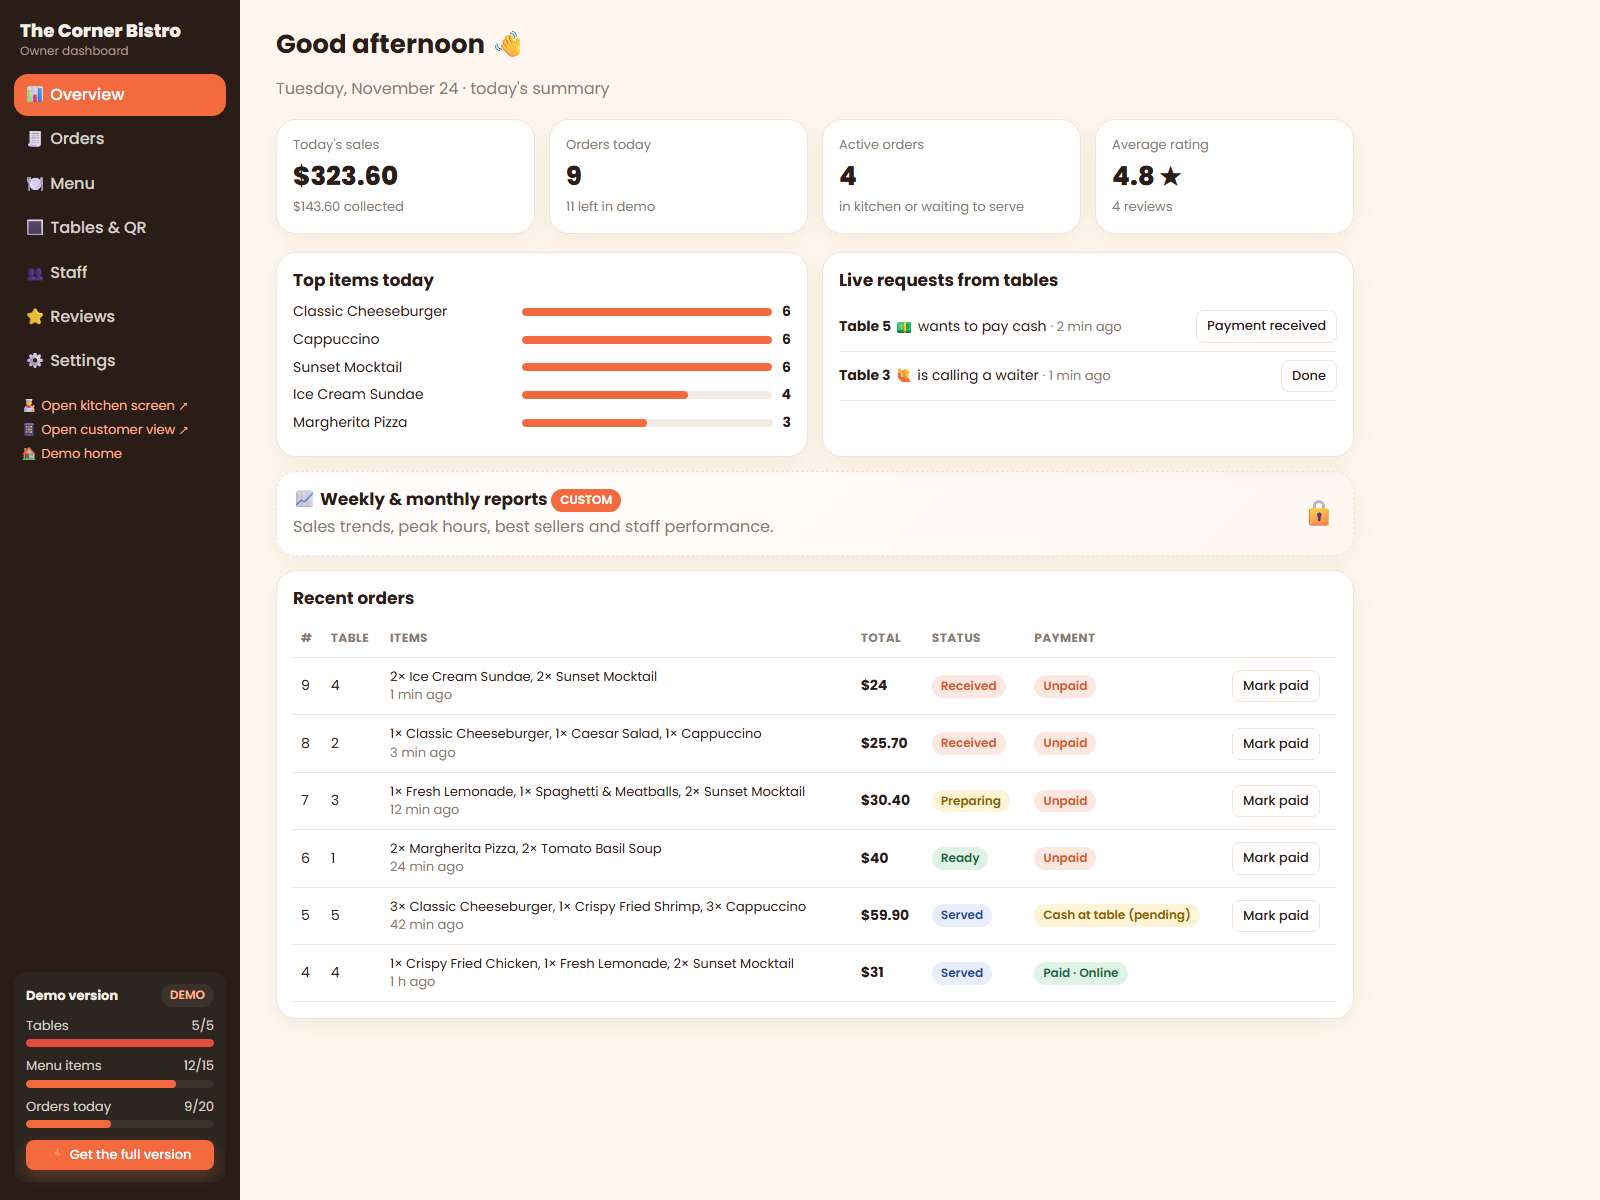 The Corner Bistro
Owner dashboard
Overview
Orders
Menu
Tables & QR
Staff
Reviews
Settings
Open kitchen screen ↗
Open customer view ↗
Demo home
Demo version DEMO
Tables 5/5
Menu items 12/15
Orders today 9/20
Get the full version
Good afternoon 👋
Tuesday, November 24 · today's summary
Today's sales
$323.60
$143.60 collected
Orders today
9
11 left in demo
Active orders
4
in kitchen or waiting to serve
Average rating
4.8 ★
4 reviews
Top items today
Classic Cheeseburger 6
Cappuccino 6
Sunset Mocktail 6
Ice Cream Sundae 4
Margherita Pizza 3
Live requests from tables
Table 5 💵 wants to pay cash · 2 min ago Payment received
Table 3 🙋 is calling a waiter · 1 min ago Done
📈 Weekly & monthly reports CUSTOM
Sales trends, peak hours, best sellers and staff performance.
Recent orders
# TABLE ITEMS TOTAL STATUS PAYMENT
9 4 2× Ice Cream Sundae, 2× Sunset Mocktail $24 Received Unpaid Mark paid
1 min ago
8 2 1× Classic Cheeseburger, 1× Caesar Salad, 1× Cappuccino $25.70 Received Unpaid Mark paid
3 min ago
7 3 1× Fresh Lemonade, 1× Spaghetti & Meatballs, 2× Sunset Mocktail $30.40 Preparing Unpaid Mark paid
12 min ago
6 1 2× Margherita Pizza, 2× Tomato Basil Soup $40 Ready Unpaid Mark paid
24 min ago
5 5 3× Classic Cheeseburger, 1× Crispy Fried Shrimp, 3× Cappuccino $59.90 Served Cash at table (pending) Mark paid
42 min ago
4 4 1× Crispy Fried Chicken, 1× Fresh Lemonade, 2× Sunset Mocktail $31 Served Paid · Online
1 h ago